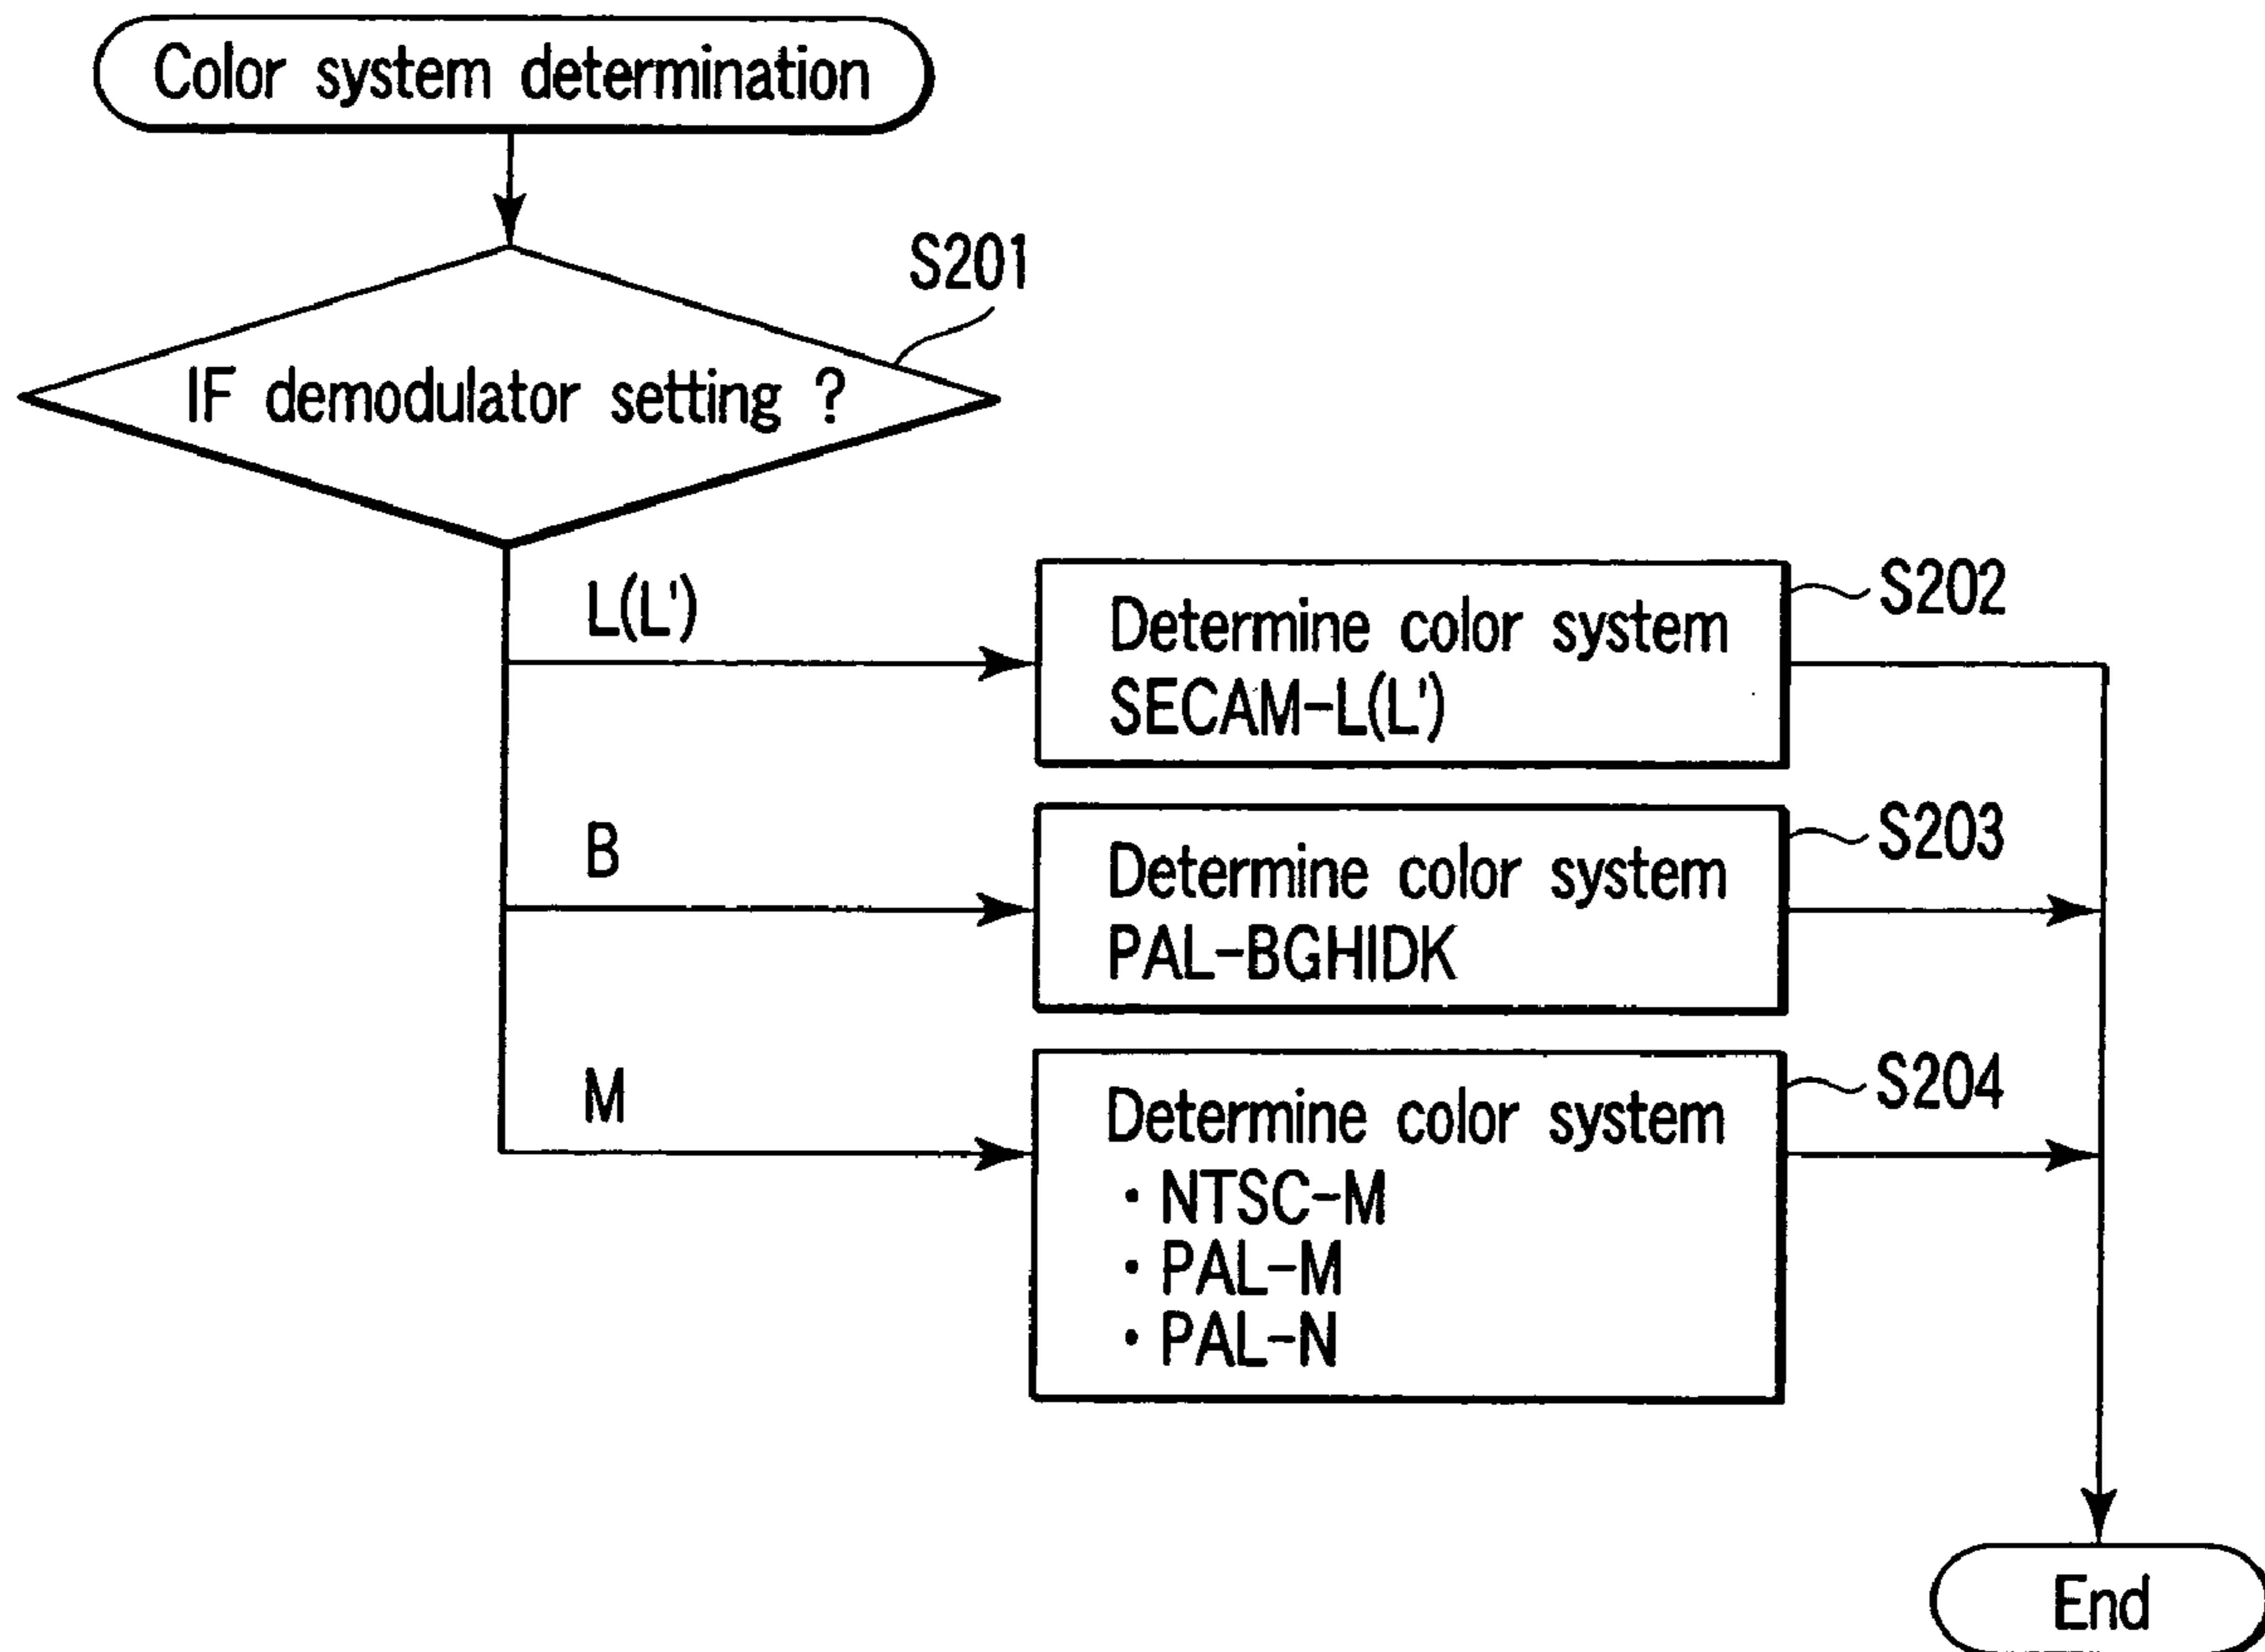 Color system determination
S201
IF demodulator setting ?
L(L')
Determine color system
SECAM-L(L')
S202
B
Determine color system
PAL-BGHIDK
S203
M
Determine color system
・NTSC-M
・PAL-M
・PAL-N
S204
End